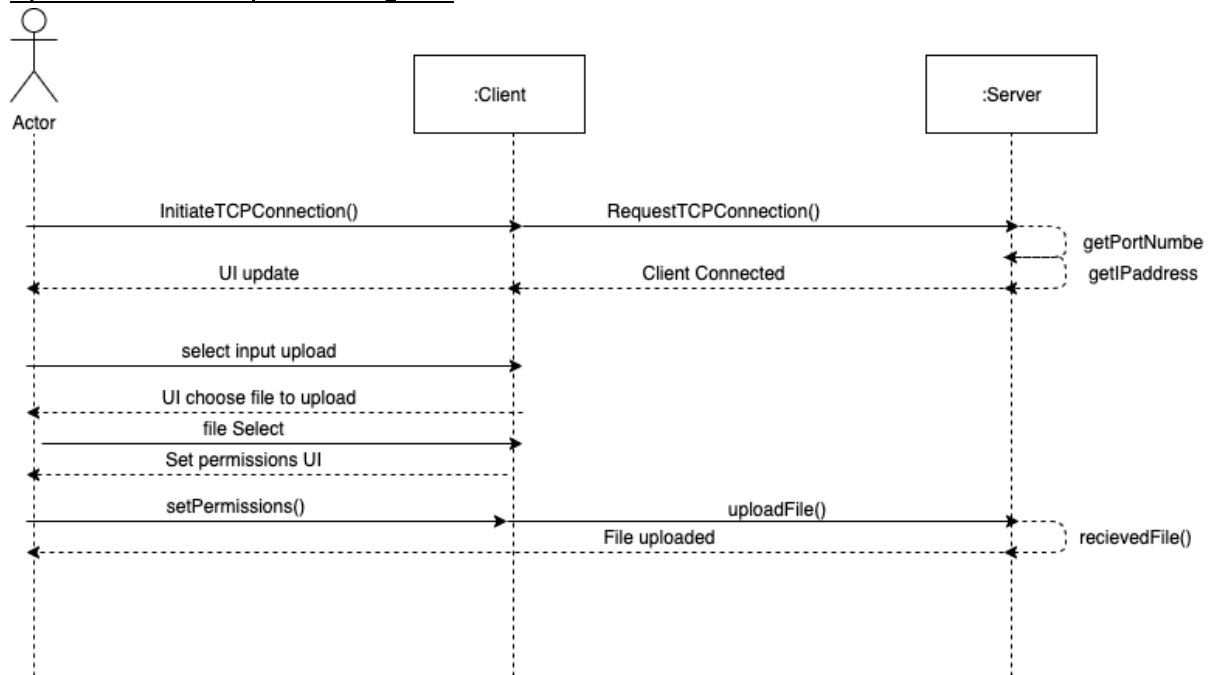 :Client
:Server
Actor
InitiateTCPConnection()
RequestTCPConnection()
getPortNumbe
UI update
Client Connected
getIPaddress
select input upload
UI choose file to upload
file Select
Set permissions UI
setPermissions()
uploadFile()
File uploaded
recievedFile()